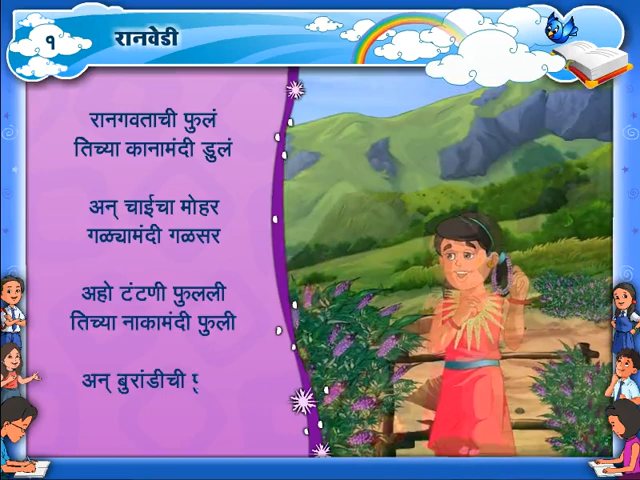 १
रानवेडी
रानगवताची फुलं
तिच्या कानामंदी डुलं
अन् चाईचा मोहर
गळ्यामंदी गळसर
अहो टंटणी फुलली
तिच्या नाकामंदी फुली
अन् बुरांडीची